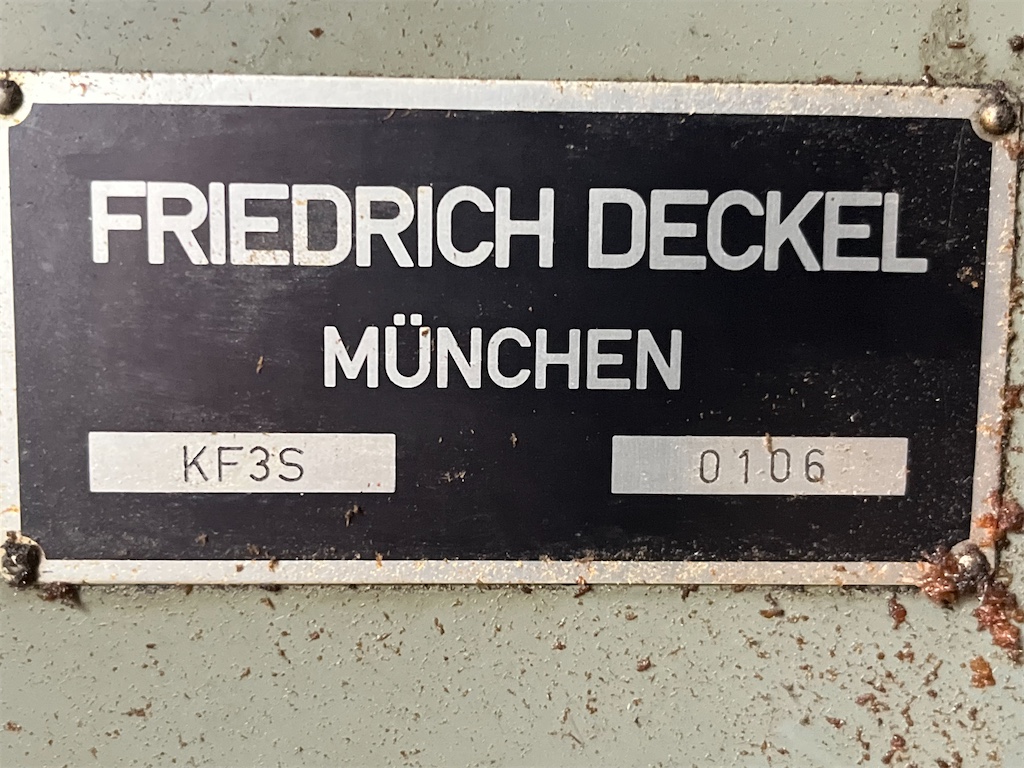 FRIEDRICH DECKEL
MÜNCHEN
KF3S 0106